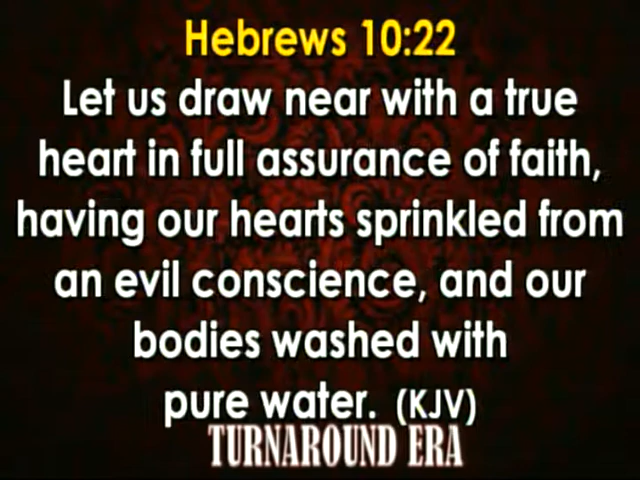 Hebrews 10:22
Let us draw near with a true
heart in full assurance of faith,
having our hearts sprinkled from
an evil conscience, and our
bodies washed with
pure water. (KJV)
TURNAROUND ERA